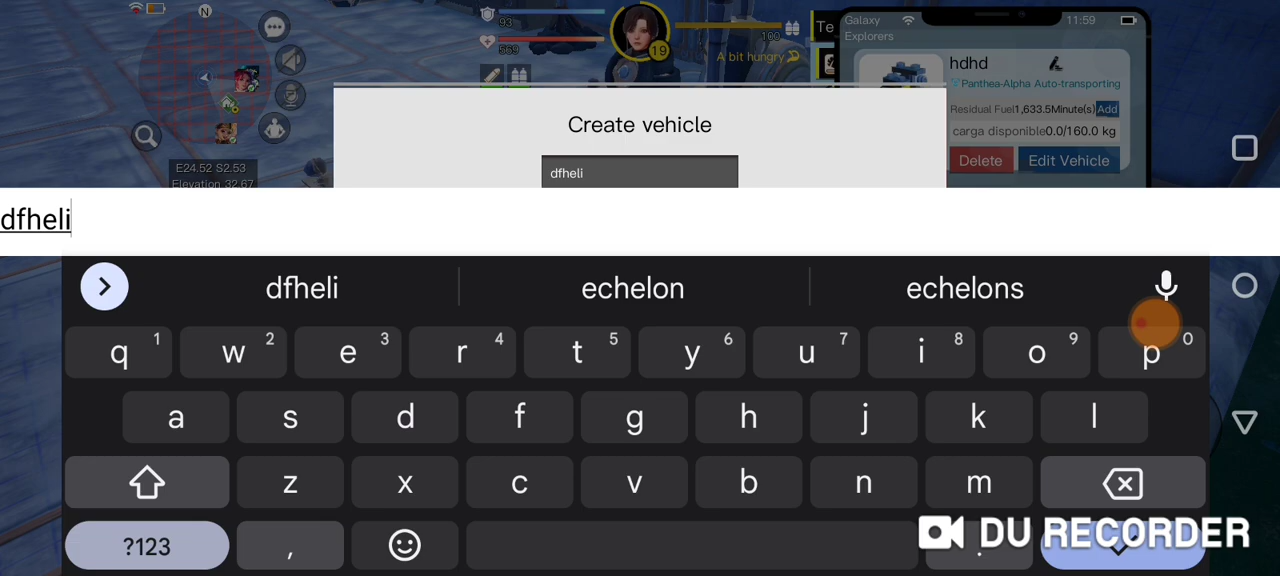 N
93
569
19
100
A bit hungry
Te
E24.52 S2.53
Elevation 32.67
Galaxy
Explorers
11:59
hdhd
Panthea-Alpha Auto-transporting
Residual Fuel1,633.5Minute(s) Add
carga disponible0.0/160.0 kg
Delete Edit Vehicle
Create vehicle
dfheli
dfheli
dfheli echelon echelons
q 1 w 2 e 3 r 4 t 5 y 6 u 7 i 8 o 9 p 0
a s d f g h j k l
z x c v b n m
?123 , .
DU RECORDER